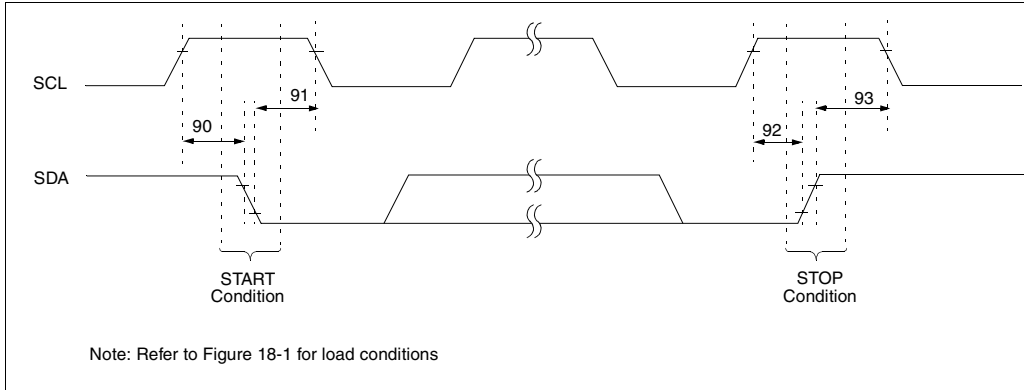 SCL
91
93
90
92
SDA
START
Condition
STOP
Condition
Note: Refer to Figure 18-1 for load conditions